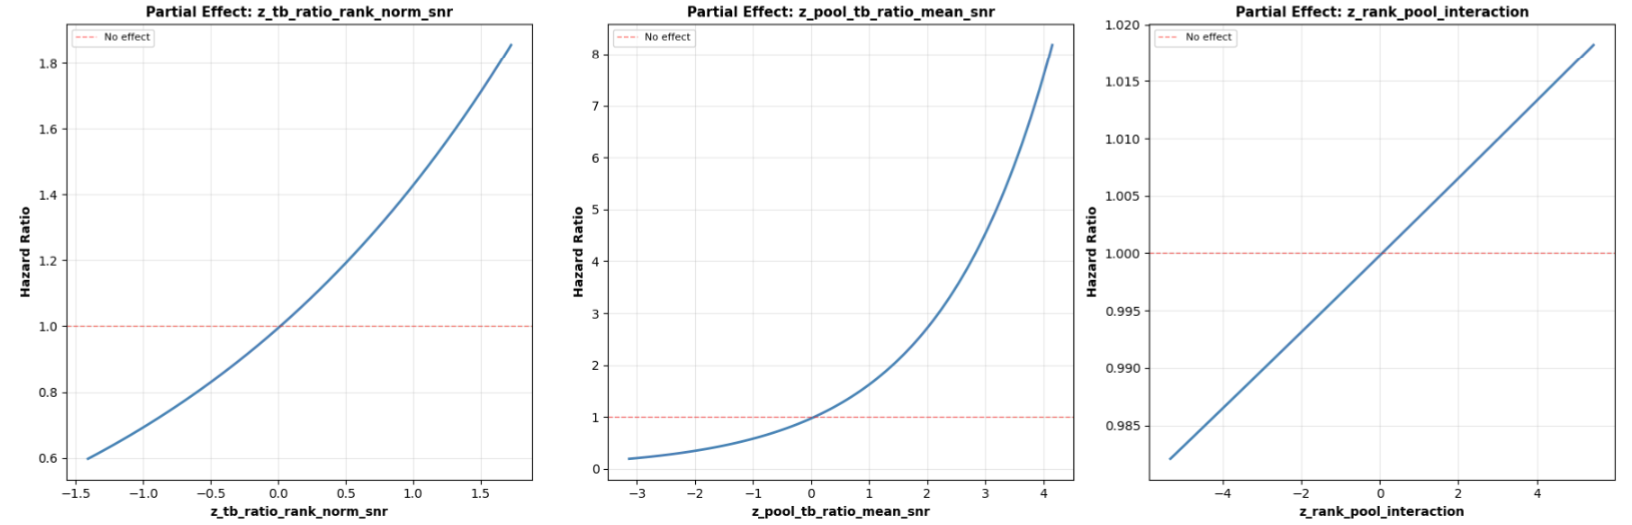 Partial Effect: z_tb_ratio_rank_norm_snr
No effect
1.8
1.6
1.4
1.2
1.0
0.8
0.6
Hazard Ratio
−1.5 −1.0 −0.5 0.0 0.5 1.0 1.5
z_tb_ratio_rank_norm_snr
Partial Effect: z_pool_tb_ratio_mean_snr
No effect
8
7
6
5
4
3
2
1
0
Hazard Ratio
−3 −2 −1 0 1 2 3 4
z_pool_tb_ratio_mean_snr
Partial Effect: z_rank_pool_interaction
No effect
1.020
1.015
1.010
1.005
1.000
0.995
0.990
0.985
Hazard Ratio
−4 −2 0 2 4
z_rank_pool_interaction